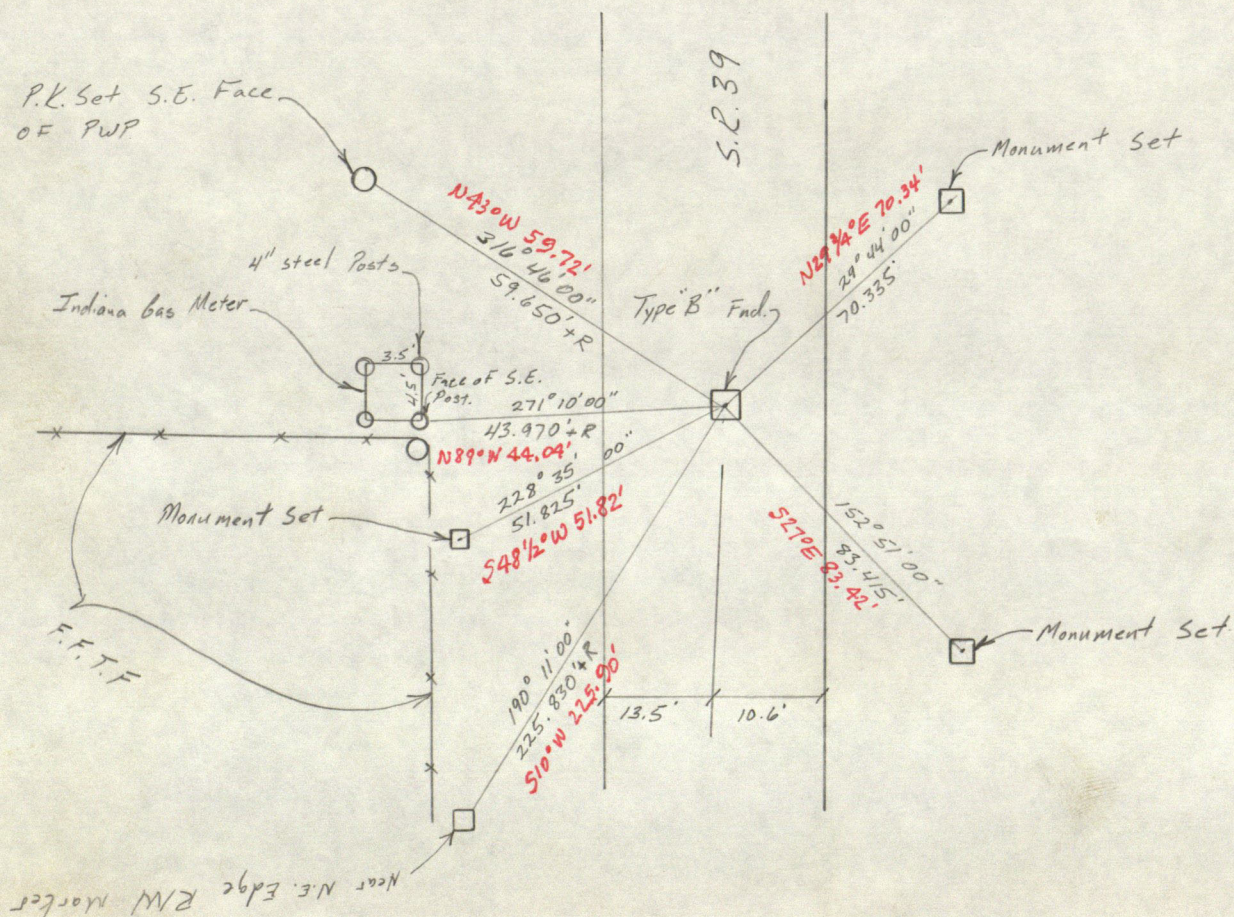 P.K. Set S.E. Face
OF PWP
S.R.39
Monument Set
N43°W 59.72'
316° 46' 00"
59.650' + R
N29 3/4°E 70.34'
29° 44' 00"
70.335'
4" steel Posts
Indiana Gas Meter
Type "B" Fnd.
3.5'
4.5'
Face of S.E.
Post.
271° 10' 00"
43.970' + R
N89°W 44.04'
228° 35' 00"
51.825'
S48 1/2°W 51.82'
Monument Set
152° 51' 00"
83.415'
S27°E 83.42'
Monument Set
F.F.T.F
190° 11' 00"
225.830' + R
S10°W 225.90'
13.5'
10.6'
Near N.E. Edge R/W Marker